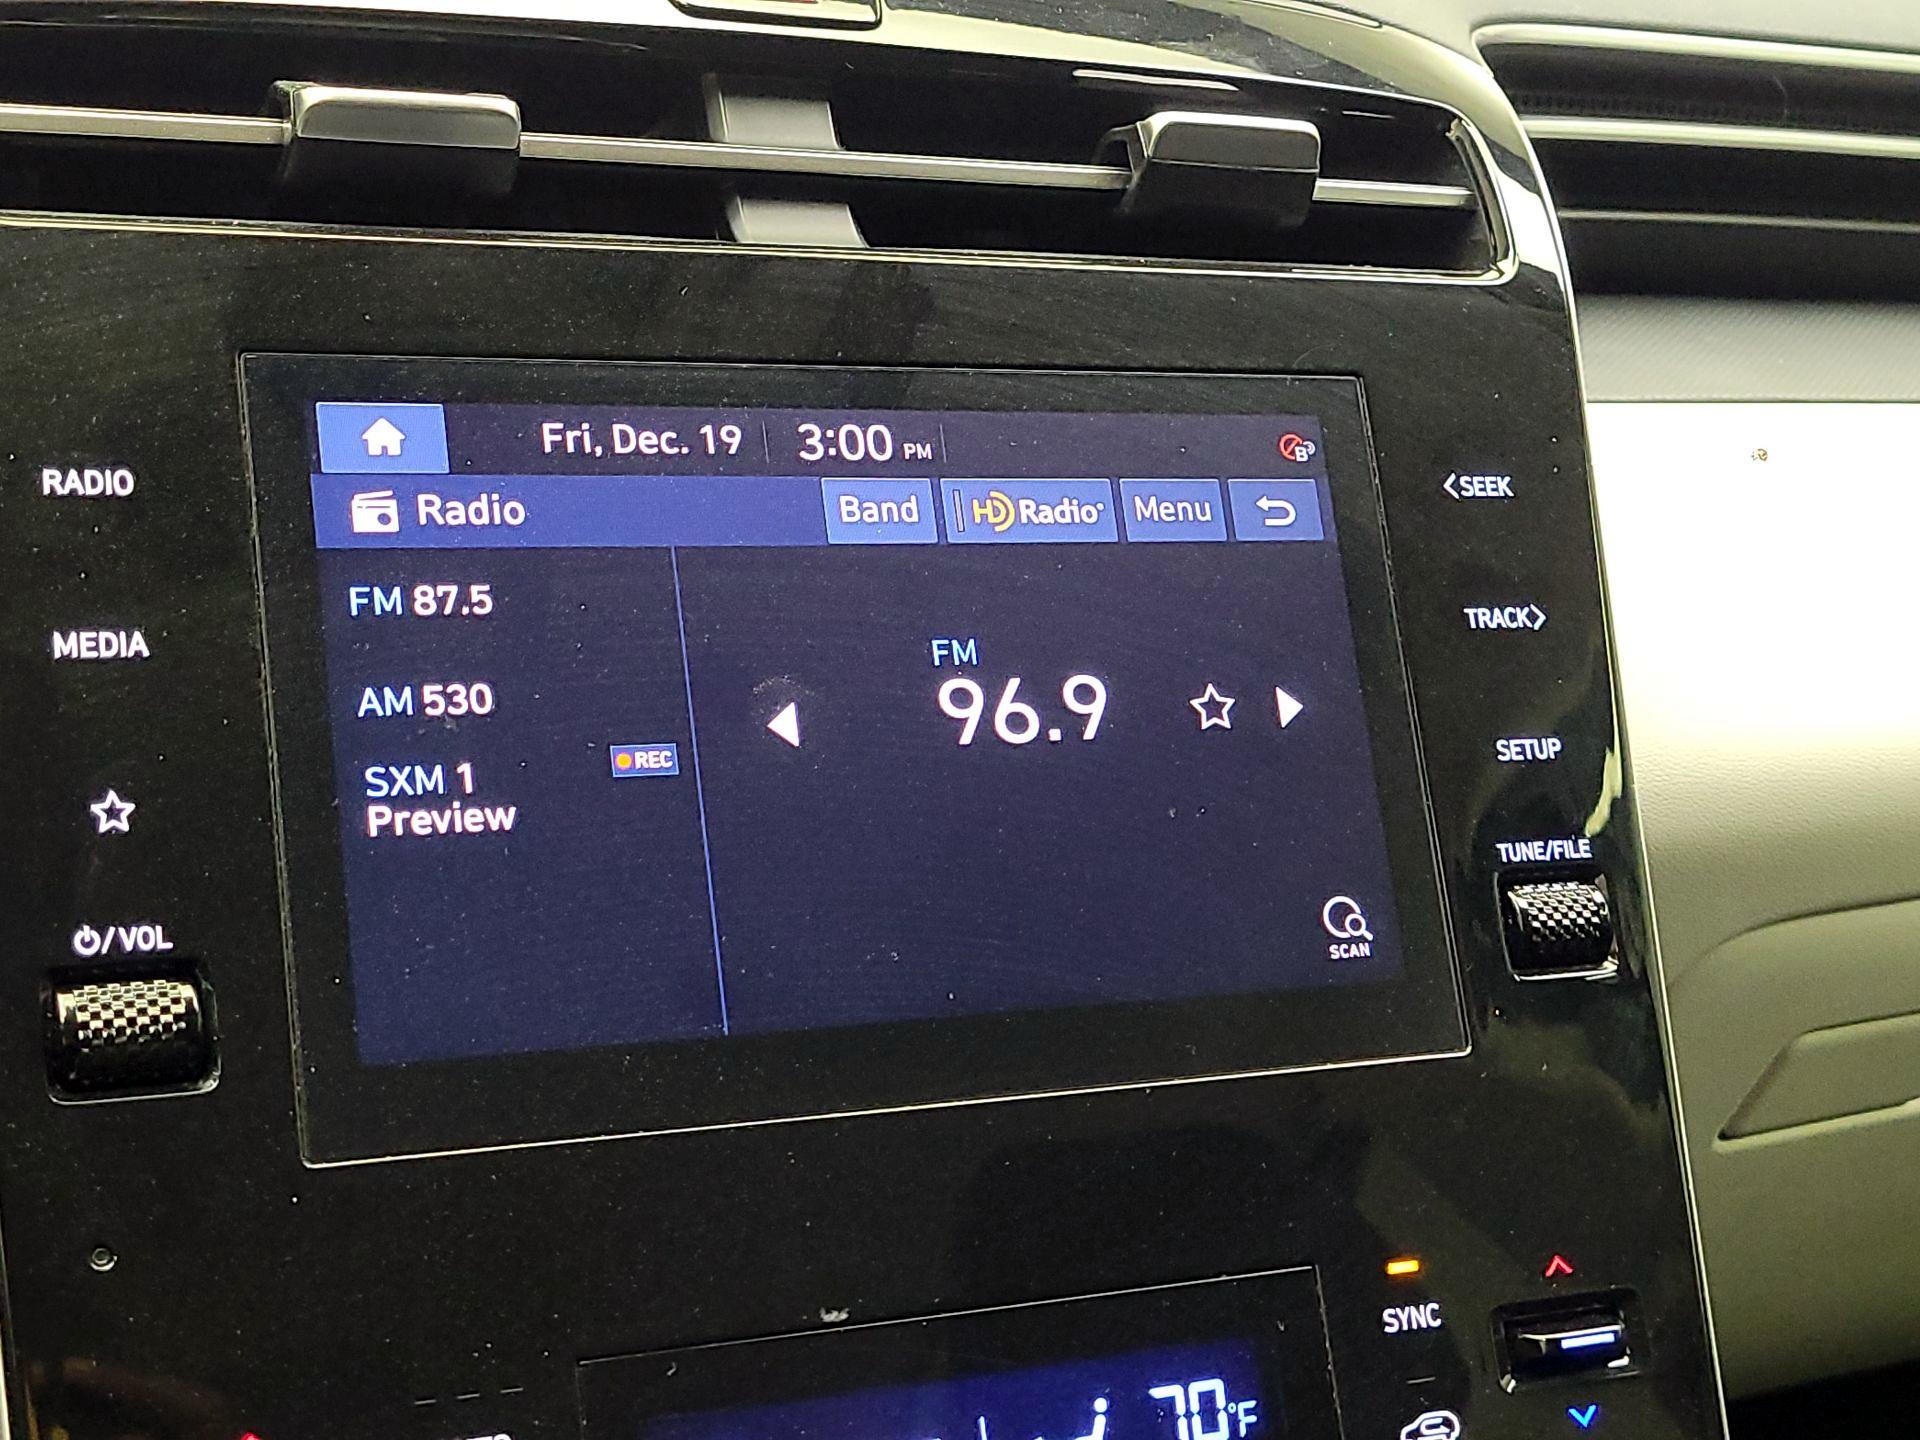 Fri, Dec. 19 3:00 PM B
RADIO
Radio Band HD Radio Menu
<SEEK
FM 87.5
TRACK>
MEDIA
FM
AM 530
96.9
SETUP
REC
SXM 1
Preview
TUNE/FILE
SCAN
/VOL
SYNC
70°F